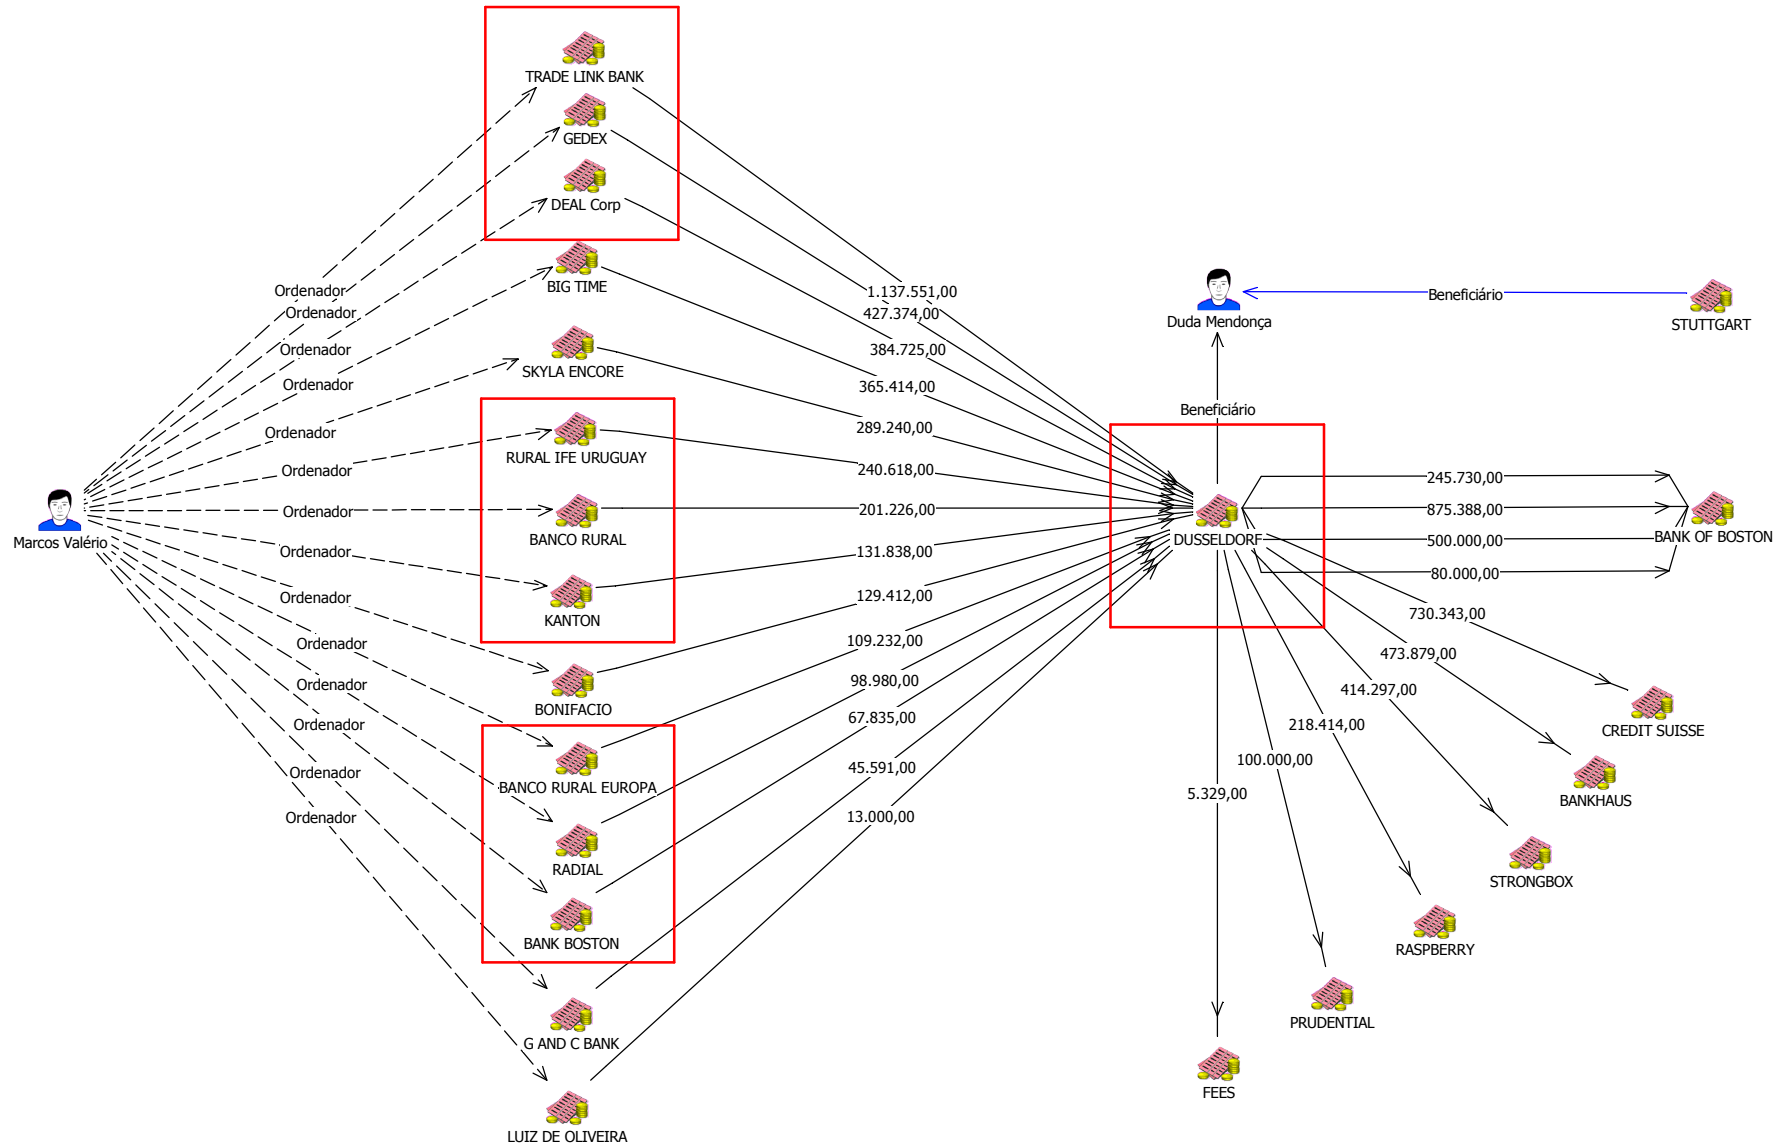 TRADE LINK BANK
GEDEX
DEAL Corp
BIG TIME
SKYLA ENCORE
RURAL IFE URUGUAY
BANCO RURAL
KANTON
BONIFACIO
BANCO RURAL EUROPA
RADIAL
BANK BOSTON
G AND C BANK
LUIZ DE OLIVEIRA
Marcos Valério
Ordenador
Ordenador
Ordenador
Ordenador
Ordenador
Ordenador
Ordenador
Ordenador
Ordenador
Ordenador
Ordenador
Ordenador
Ordenador
Ordenador
1.137.551,00
427.374,00
384.725,00
365.414,00
289.240,00
240.618,00
201.226,00
131.838,00
129.412,00
109.232,00
98.980,00
67.835,00
45.591,00
13.000,00
Duda Mendonça
Beneficiário
STUTTGART
Beneficiário
DUSSELDORF
245.730,00
875.388,00
500.000,00
80.000,00
BANK OF BOSTON
730.343,00
473.879,00
414.297,00
218.414,00
100.000,00
5.329,00
CREDIT SUISSE
BANKHAUS
STRONGBOX
RASPBERRY
PRUDENTIAL
FEES